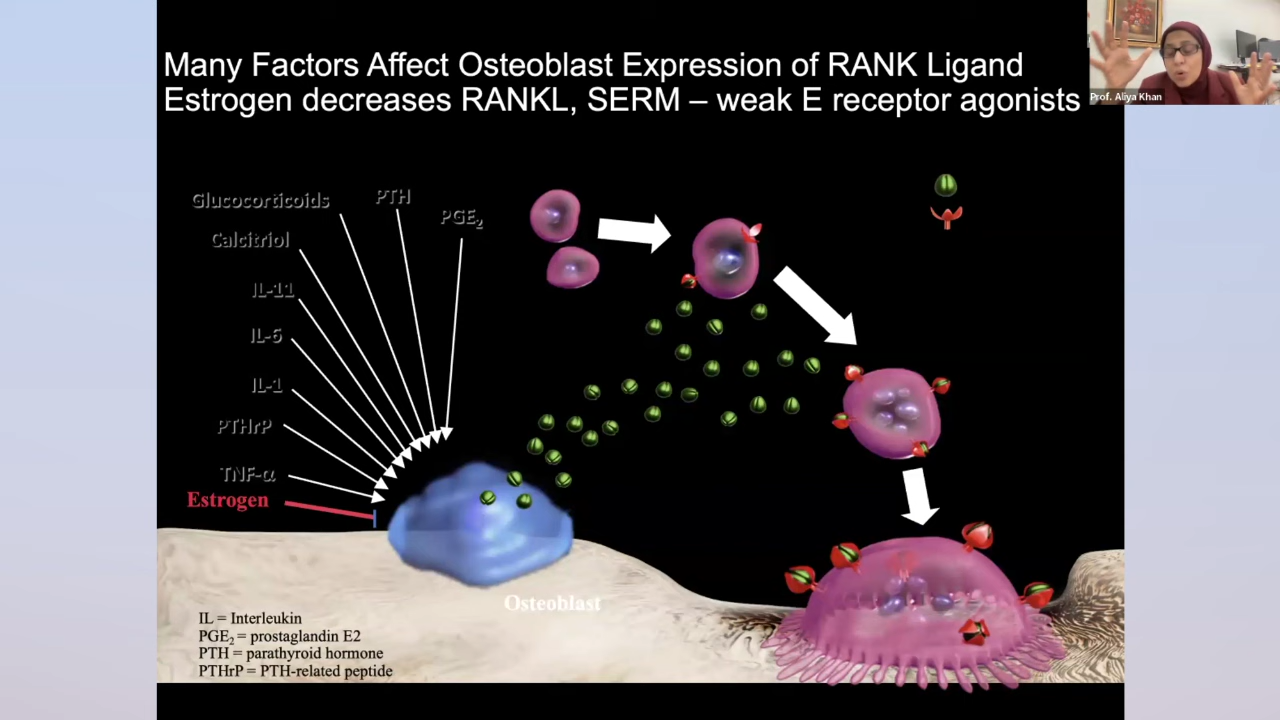 Many Factors Affect Osteoblast Expression of RANK Ligand
Estrogen decreases RANKL, SERM – weak E receptor agonists
Prof. Aliya Khan
Glucocorticoids
PTH
PGE₂
Calcitriol
IL-11
IL-6
IL-1
PTHrP
TNF-α
Estrogen
Osteoblast
IL = Interleukin
PGE₂ = prostaglandin E2
PTH = parathyroid hormone
PTHrP = PTH-related peptide